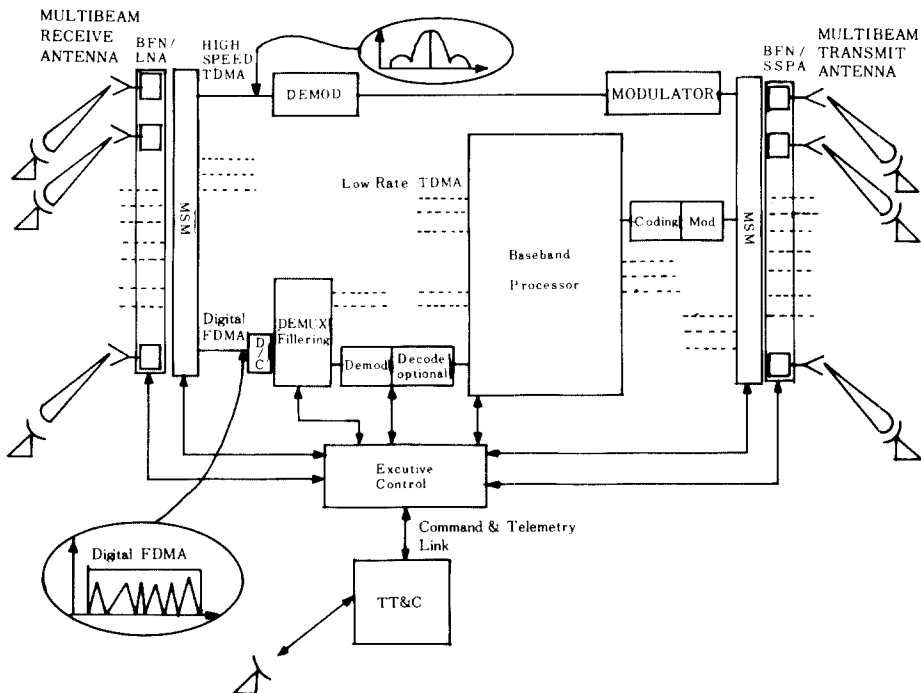 MULTIBEAM
RECEIVE
ANTENNA
BFN/
LNA
HIGH
SPEED
TDMA
DEMOD
MODULATOR
BFN/
SSPA
MULTIBEAM
TRANSMIT
ANTENNA
MSM
Low Rate TDMA
Baseband
Processor
Coding
Mod
MSM
Digital
FDMA
D/C
DEMUX
Fillering
Demod
Decode
optional
Excutive
Control
Command & Telemetry
Link
TT&C
Digital FDMA